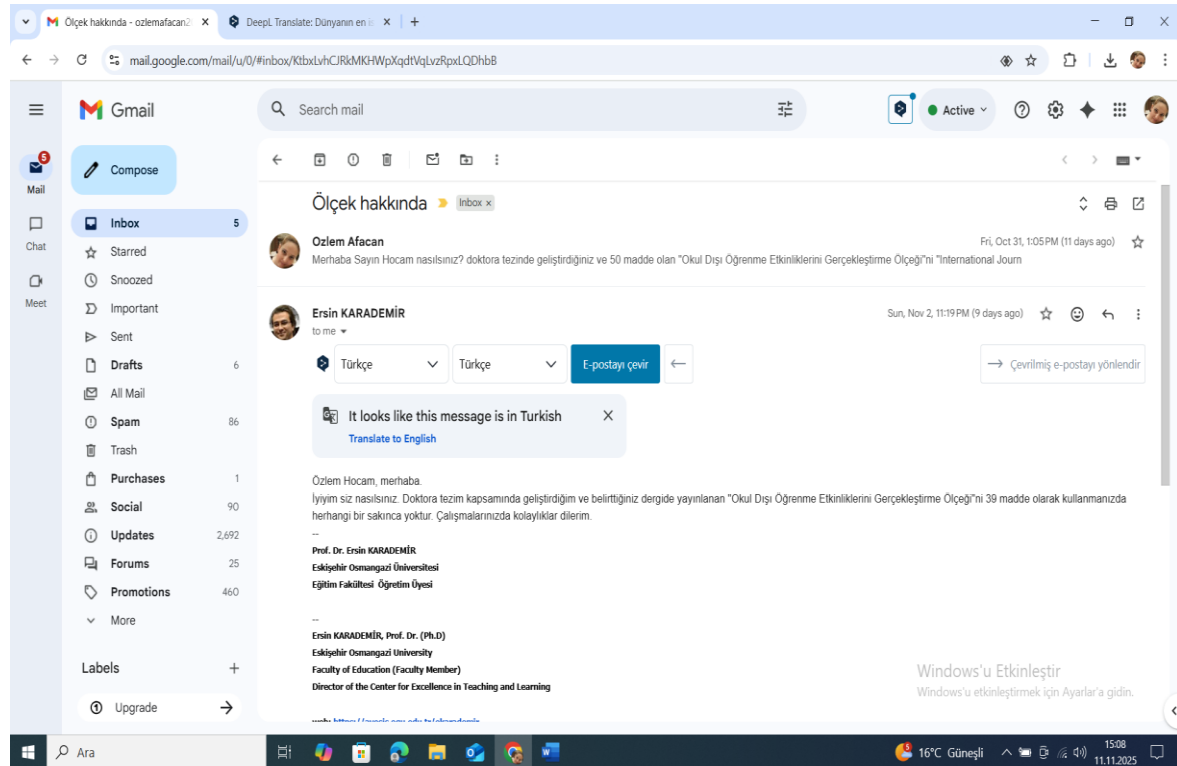 Ölçek hakkında - ozlemafacan2
DeepL Translate: Dünyanın en i
mail.google.com/mail/u/0/#inbox/KtbxLvhCJRkMKHWpXqdtVqLvzRpxLQDhbB
Gmail
Search mail
Active
5
Mail
Compose
Chat
Meet
Inbox 5
Starred
Snoozed
Important
Sent
Drafts 6
All Mail
Spam 86
Trash
Purchases 1
Social 90
Updates 2,692
Forums 25
Promotions 460
More
Labels
Upgrade
Ölçek hakkında
Inbox x
Ozlem Afacan
Fri, Oct 31, 1:05 PM (11 days ago)
Merhaba Sayın Hocam nasılsınız? doktora tezinde geliştirdiğiniz ve 50 madde olan "Okul Dışı Öğrenme Etkinliklerini Gerçekleştirme Ölçeği"ni "International Journ
Ersin KARADEMİR
Sun, Nov 2, 11:19 PM (9 days ago)
to me
Türkçe
Türkçe
E-postayı çevir
Çevrilmiş e-postayı yönlendir
It looks like this message is in Turkish
Translate to English
Özlem Hocam, merhaba.
İyiyim siz nasılsınız. Doktora tezim kapsamında geliştirdiğim ve belirttiğiniz dergide yayınlanan "Okul Dışı Öğrenme Etkinliklerini Gerçekleştirme Ölçeği"ni 39 madde olarak kullanmanızda
herhangi bir sakınca yoktur. Çalışmalarınızda kolaylıklar dilerim.
--
Prof. Dr. Ersin KARADEMİR
Eskişehir Osmangazi Üniversitesi
Eğitim Fakültesi Öğretim Üyesi
--
Ersin KARADEMİR, Prof. Dr. (Ph.D)
Eskişehir Osmangazi University
Faculty of Education (Faculty Member)
Director of the Center for Excellence in Teaching and Learning
Windows'u Etkinleştir
Windows'u etkinleştirmek için Ayarlar'a gidin.
Ara
16°C Güneşli
15:08
11.11.2025